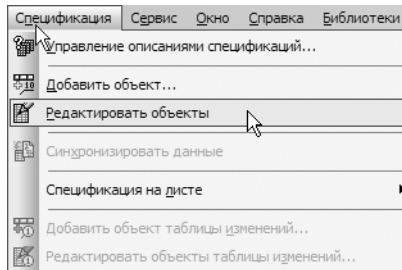 Спецификация Сервис Окно Справка Библиотеки
Управление описаниями спецификаций...
Добавить объект...
Редактировать объекты
Синхронизировать данные
Спецификация на листе
Добавить объект таблицы изменений...
Редактировать объекты таблицы изменений...